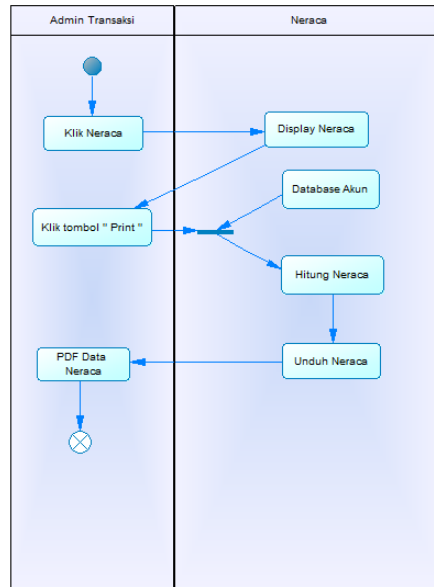 Admin Transaksi
Neraca
Klik Neraca
Display Neraca
Database Akun
Klik tombol " Print "
Hitung Neraca
PDF Data
Neraca
Unduh Neraca